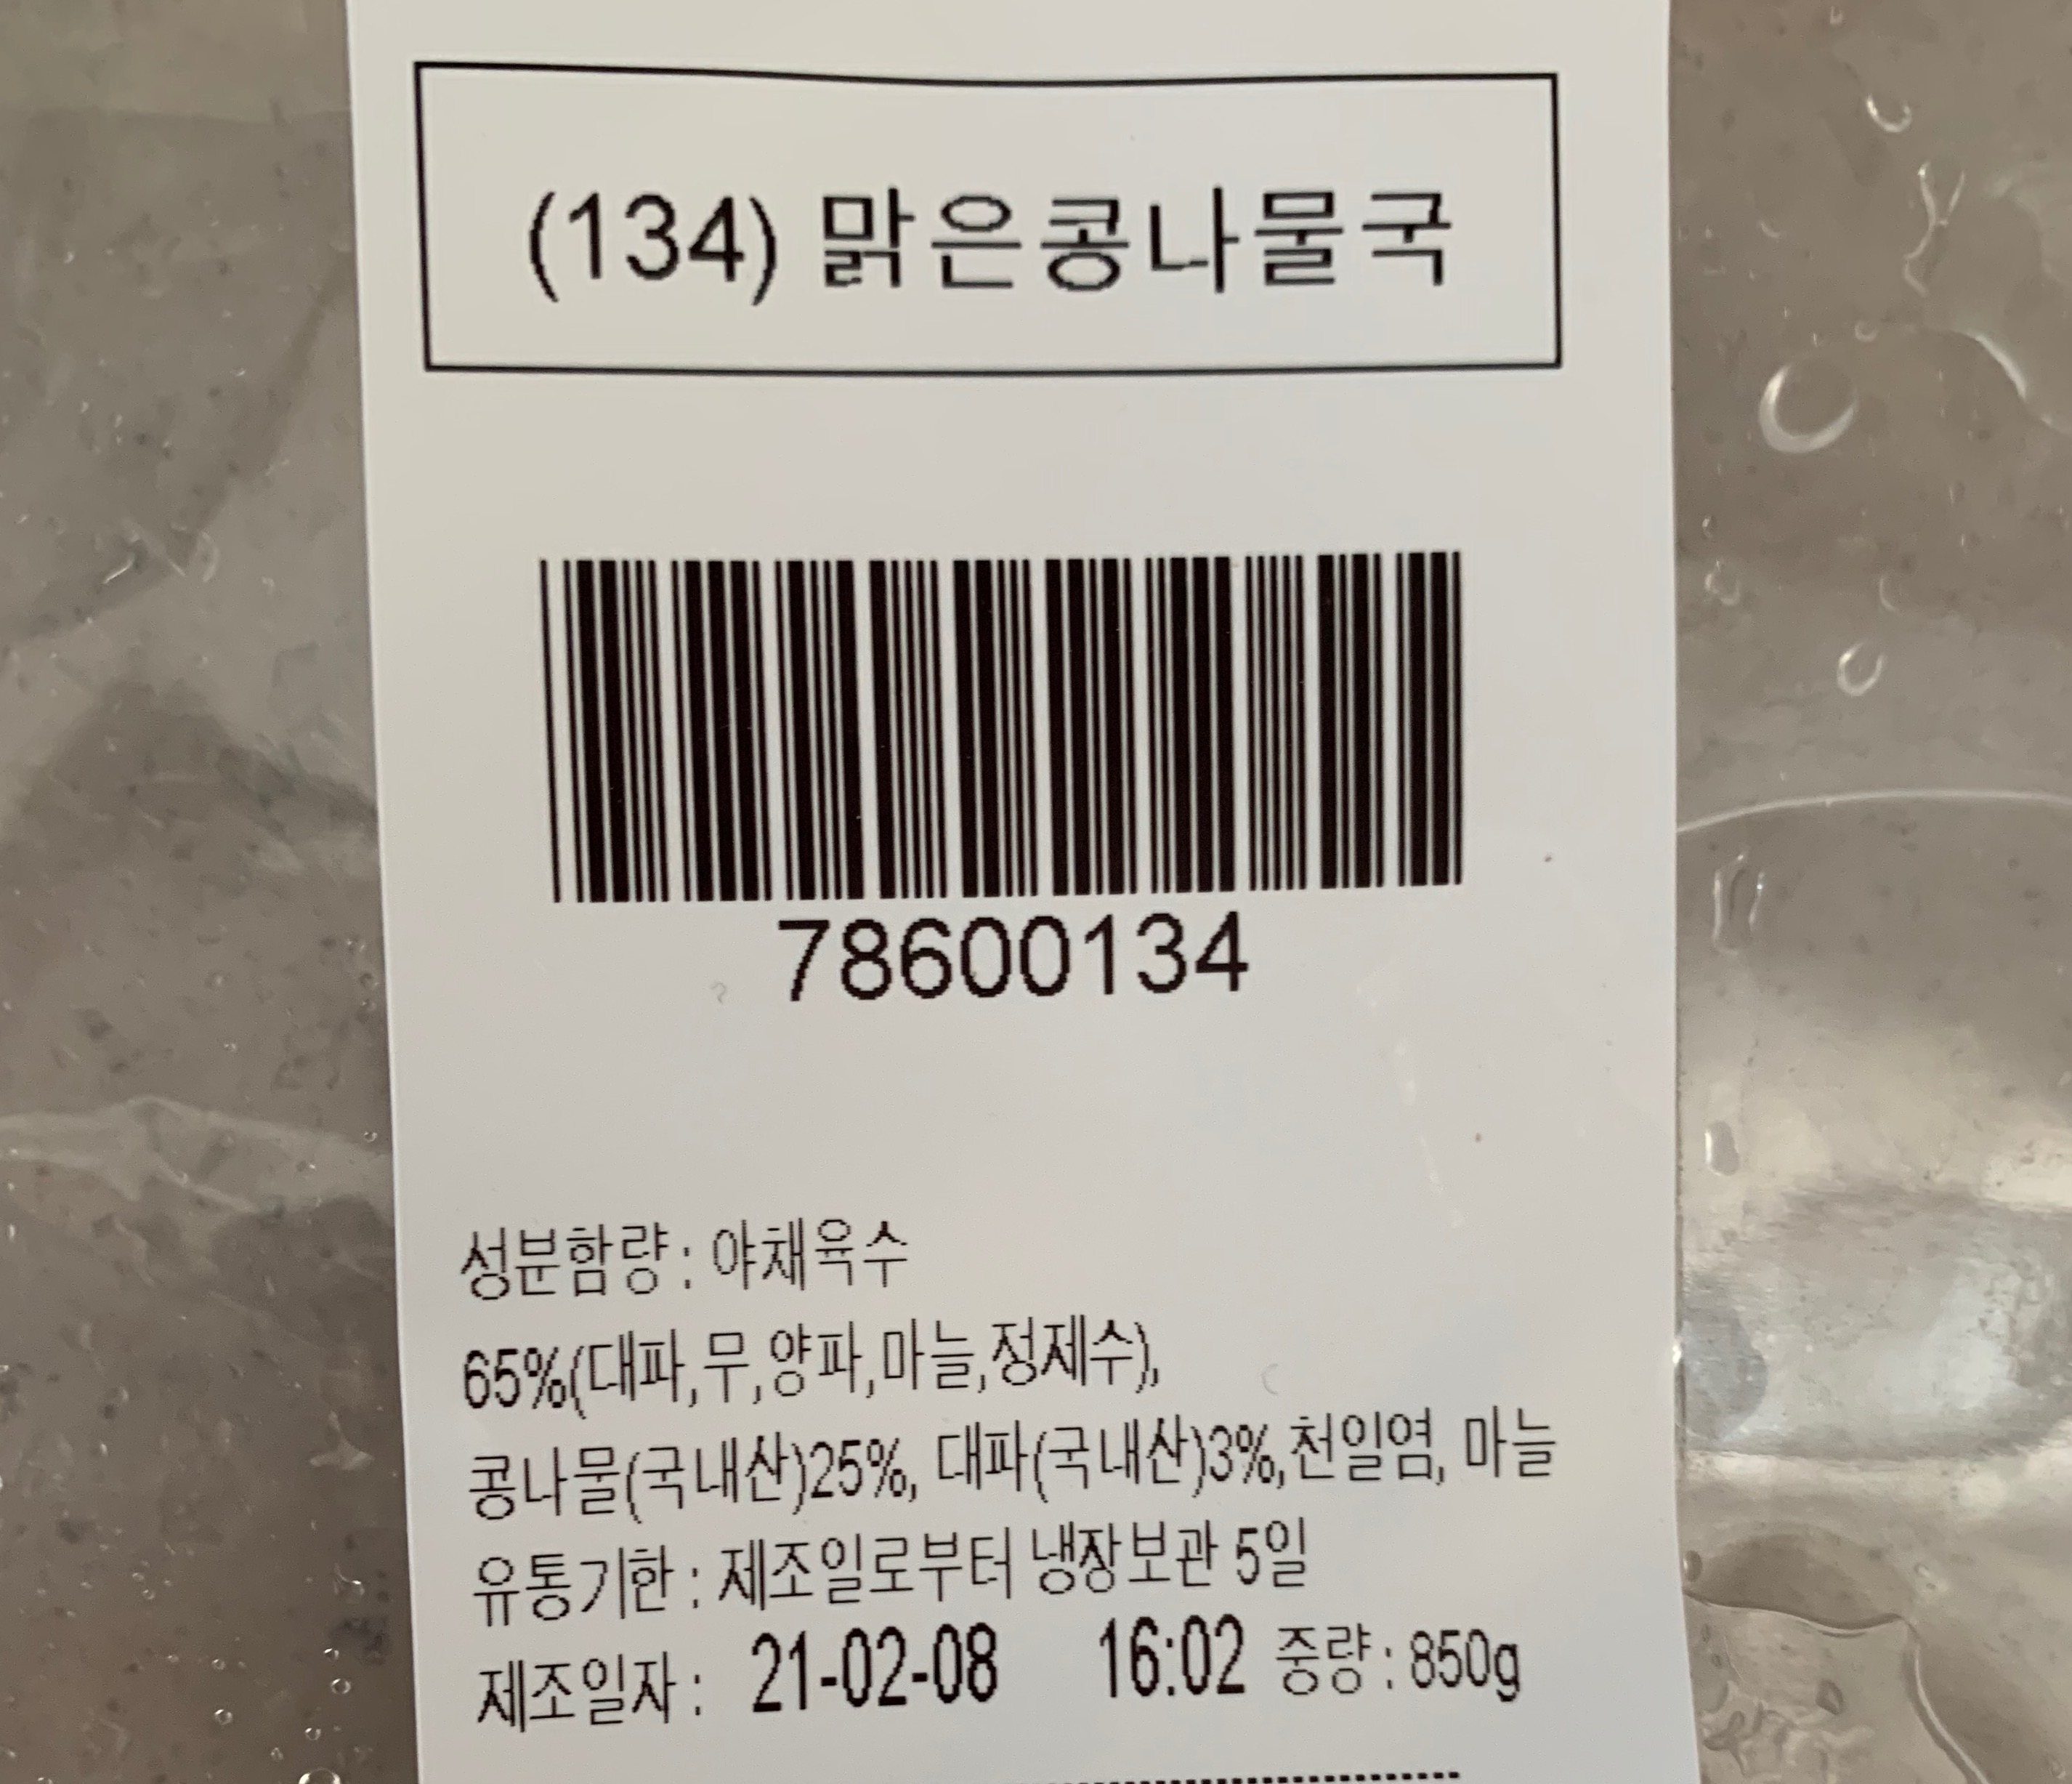 (134) 맑은콩나물국
78600134
성분함량 : 야채육수
65%(대파,무,양파,마늘,정제수),
콩나물(국내산)25%, 대파(국내산)3%,천일염, 마늘
유통기한 : 제조일로부터 냉장보관 5일
제조일자 : 21-02-08 16:02 중량 : 850g